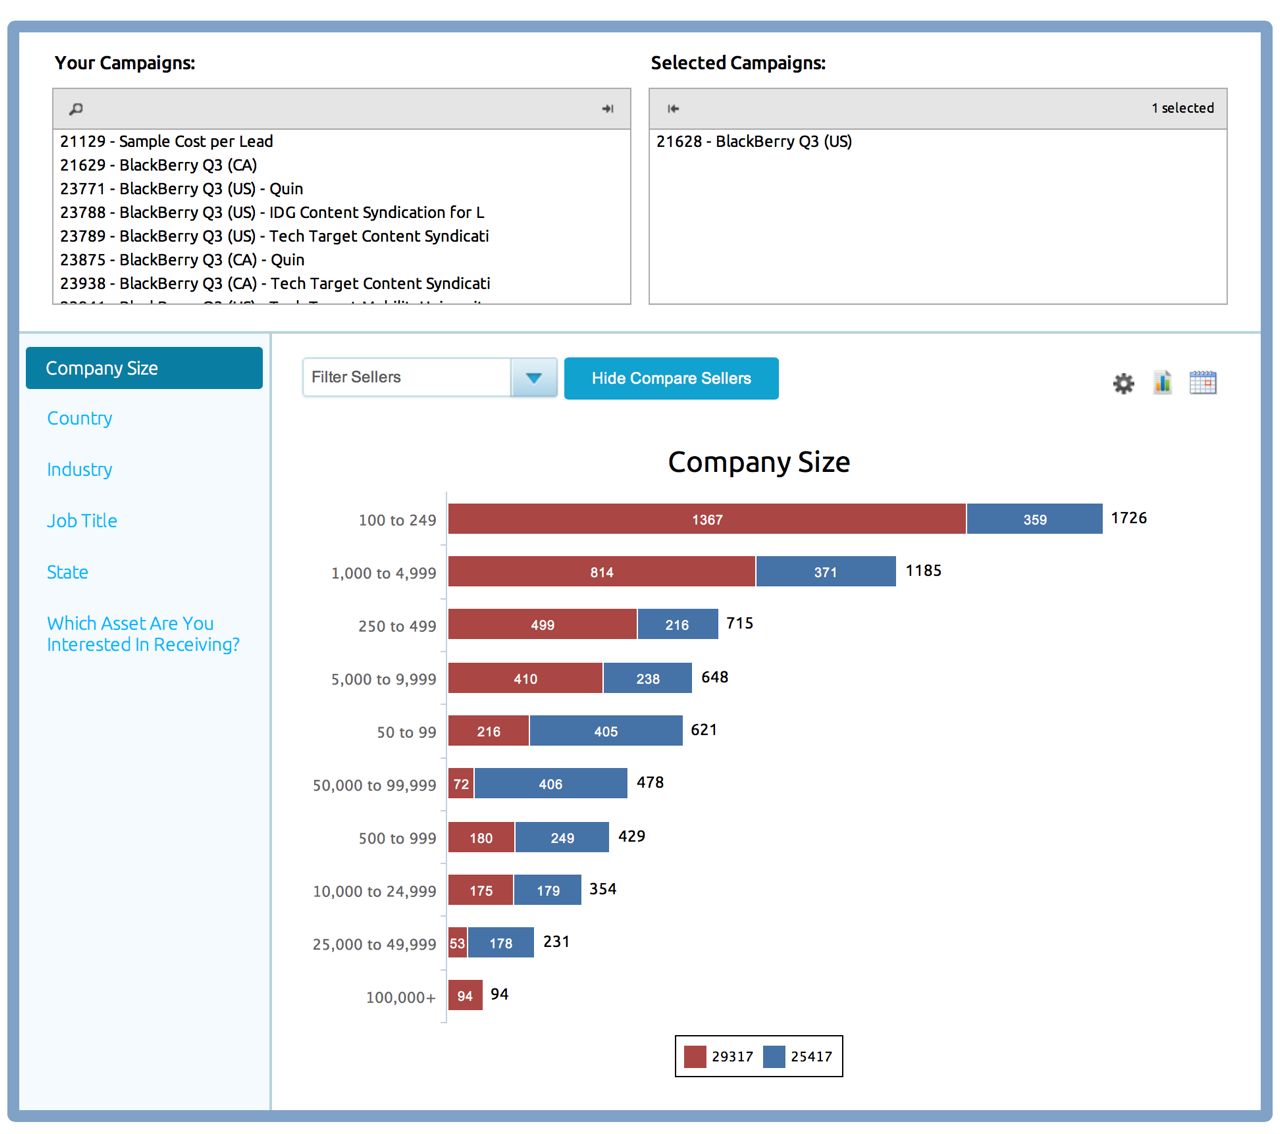 Your Campaigns:
Selected Campaigns:
1 selected
21129 - Sample Cost per Lead
21629 - BlackBerry Q3 (CA)
23771 - BlackBerry Q3 (US) - Quin
23788 - BlackBerry Q3 (US) - IDG Content Syndication for L
23789 - BlackBerry Q3 (US) - Tech Target Content Syndicati
23875 - BlackBerry Q3 (CA) - Quin
23938 - BlackBerry Q3 (CA) - Tech Target Content Syndicati
21628 - BlackBerry Q3 (US)
Company Size
Country
Industry
Job Title
State
Which Asset Are You
Interested In Receiving?
Filter Sellers
Hide Compare Sellers
Company Size
100 to 249 1367 359 1726
1,000 to 4,999 814 371 1185
250 to 499 499 216 715
5,000 to 9,999 410 238 648
50 to 99 216 405 621
50,000 to 99,999 72 406 478
500 to 999 180 249 429
10,000 to 24,999 175 179 354
25,000 to 49,999 53 178 231
100,000+ 94 94
29317 25417